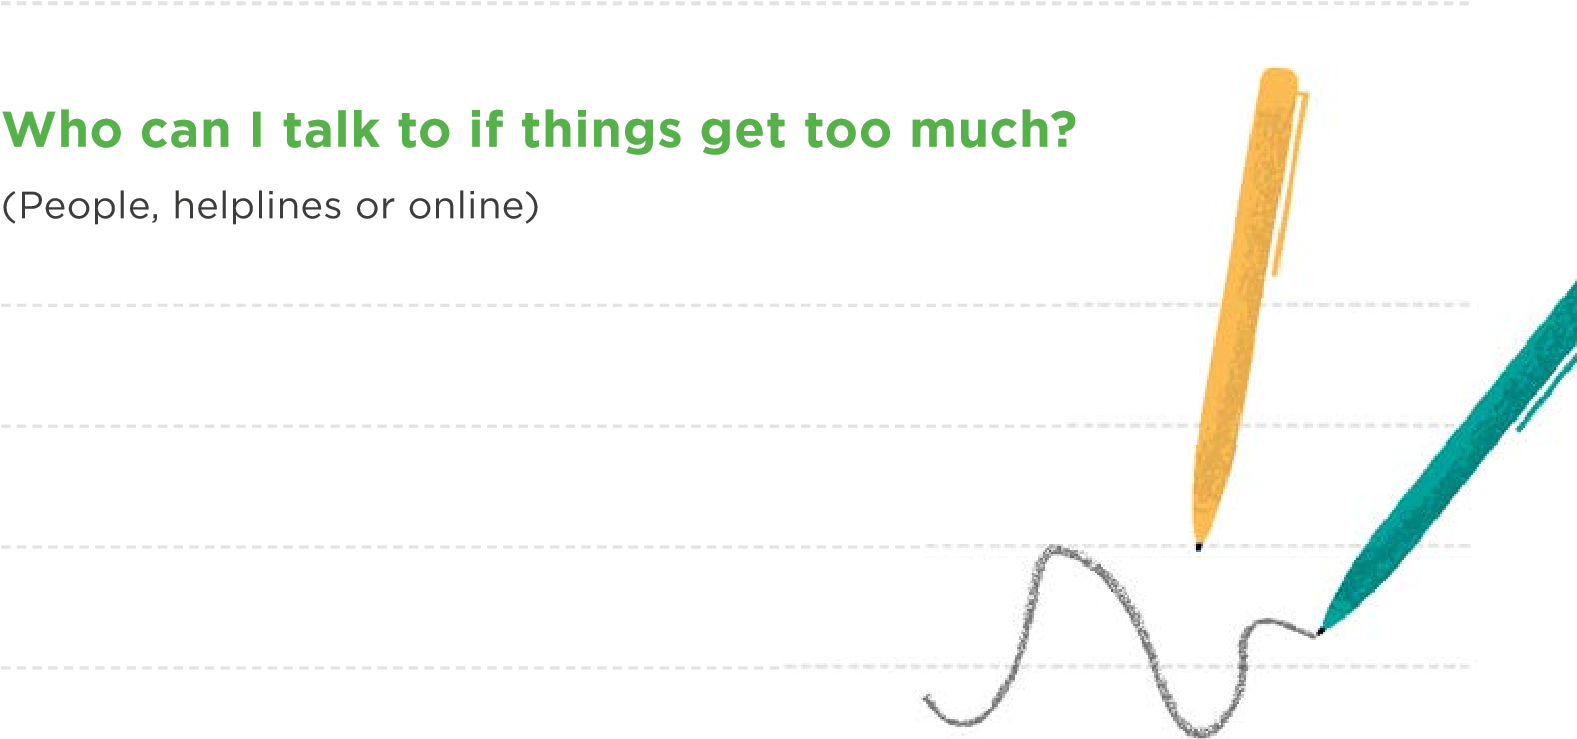 Who can I talk to if things get too much?
(People, helplines or online)